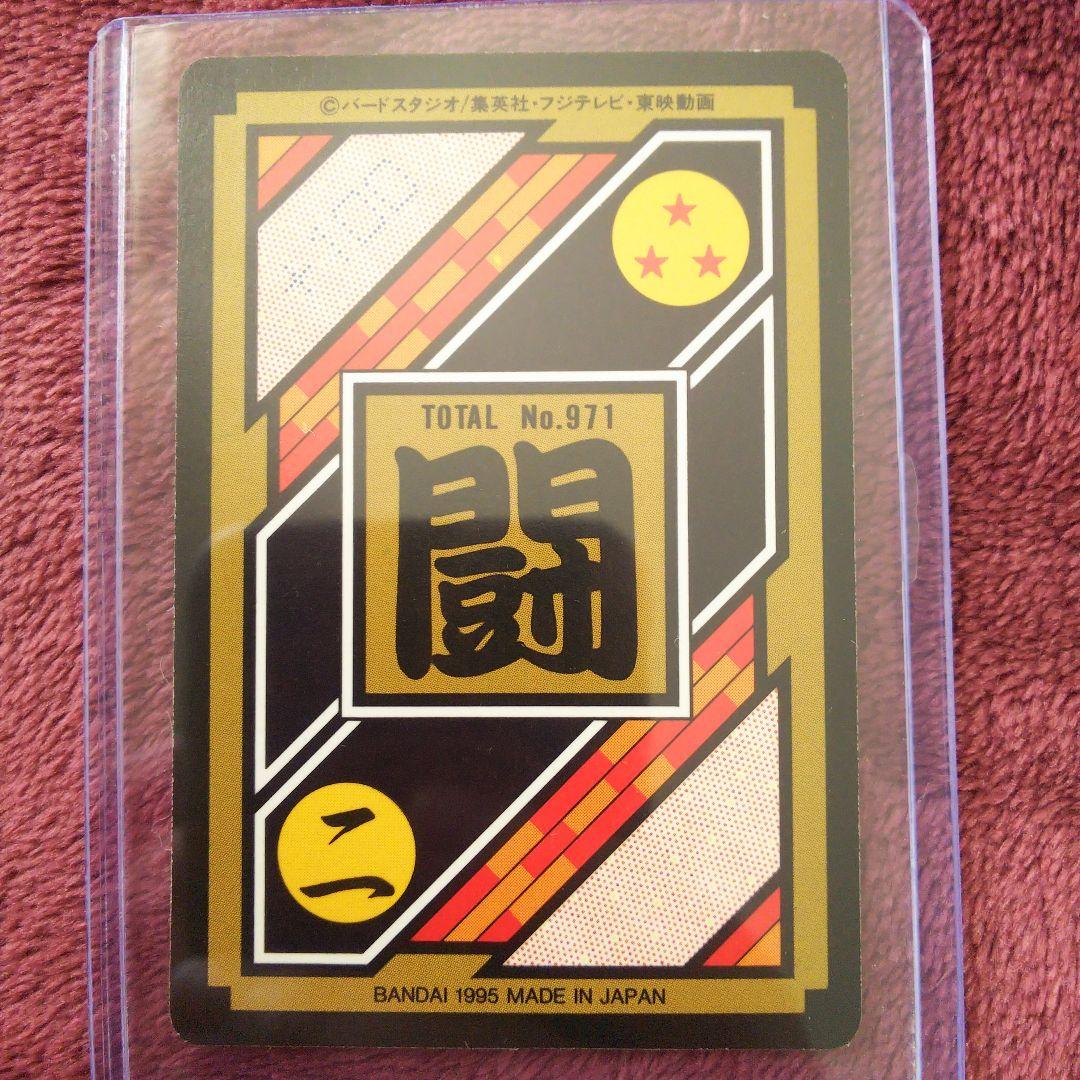 ©バードスタジオ/集英社・フジテレビ・東映動画
TOTAL No.971
闘
二
BANDAI 1995 MADE IN JAPAN